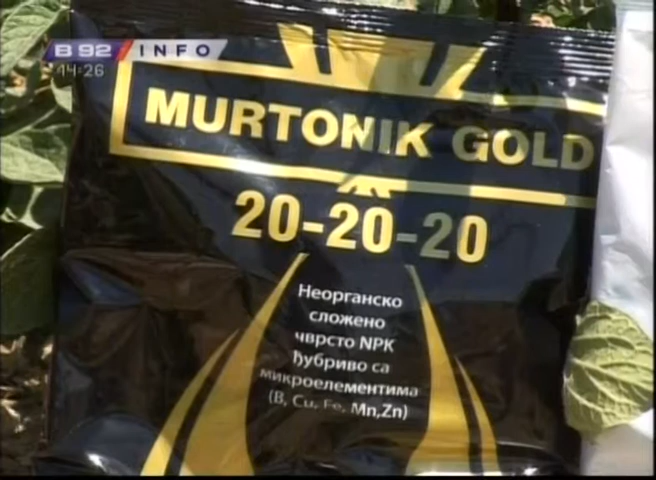 B 92 INFO
14:26
MURTONIK GOLD
20-20-20
Неорганско
сложено
чврсто NPK
ђубриво са
микроелементима
(B, Cu, Fe, Mn,Zn)